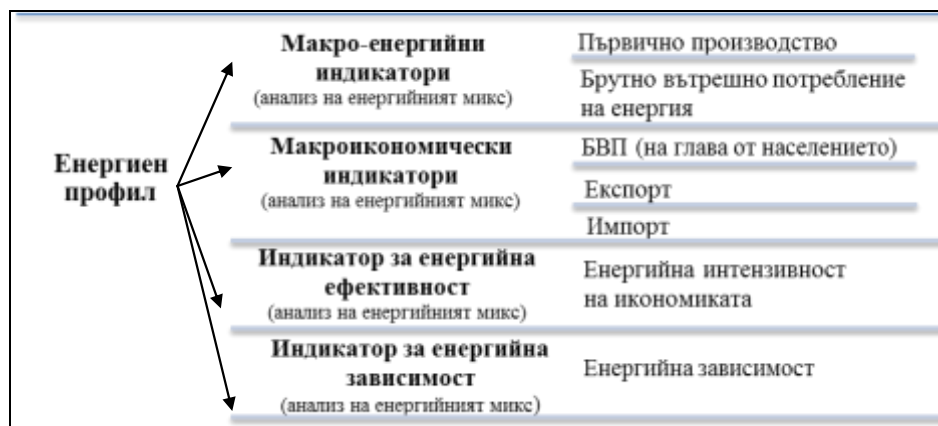 Енергиен
профил
Макро-енергийни
индикатори
(анализ на енергийният микс)
Първично производство
Брутно вътрешно потребление
на енергия
Макроикономически
индикатори
(анализ на енергийният микс)
БВП (на глава от населението)
Експорт
Импорт
Индикатор за енергийна
ефективност
(анализ на енергийният микс)
Енергийна интензивност
на икономиката
Индикатор за енергийна
зависимост
(анализ на енергийният микс)
Енергийна зависимост